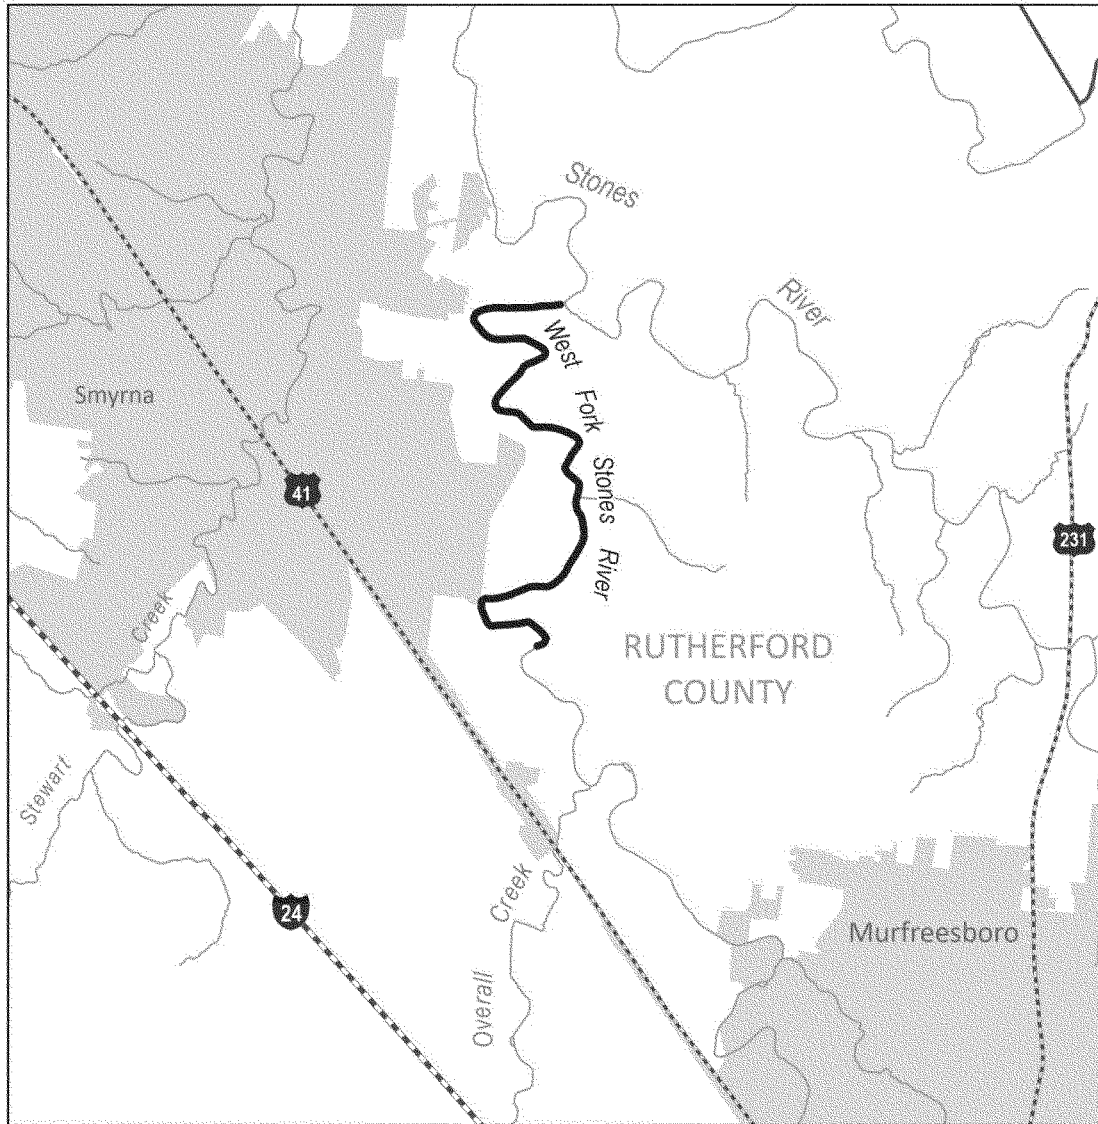 Stones
River
West Fork Stones River
Smyrna
41
231
Creek
RUTHERFORD
COUNTY
Stewart
Creek
24
Murfreesboro
Overall